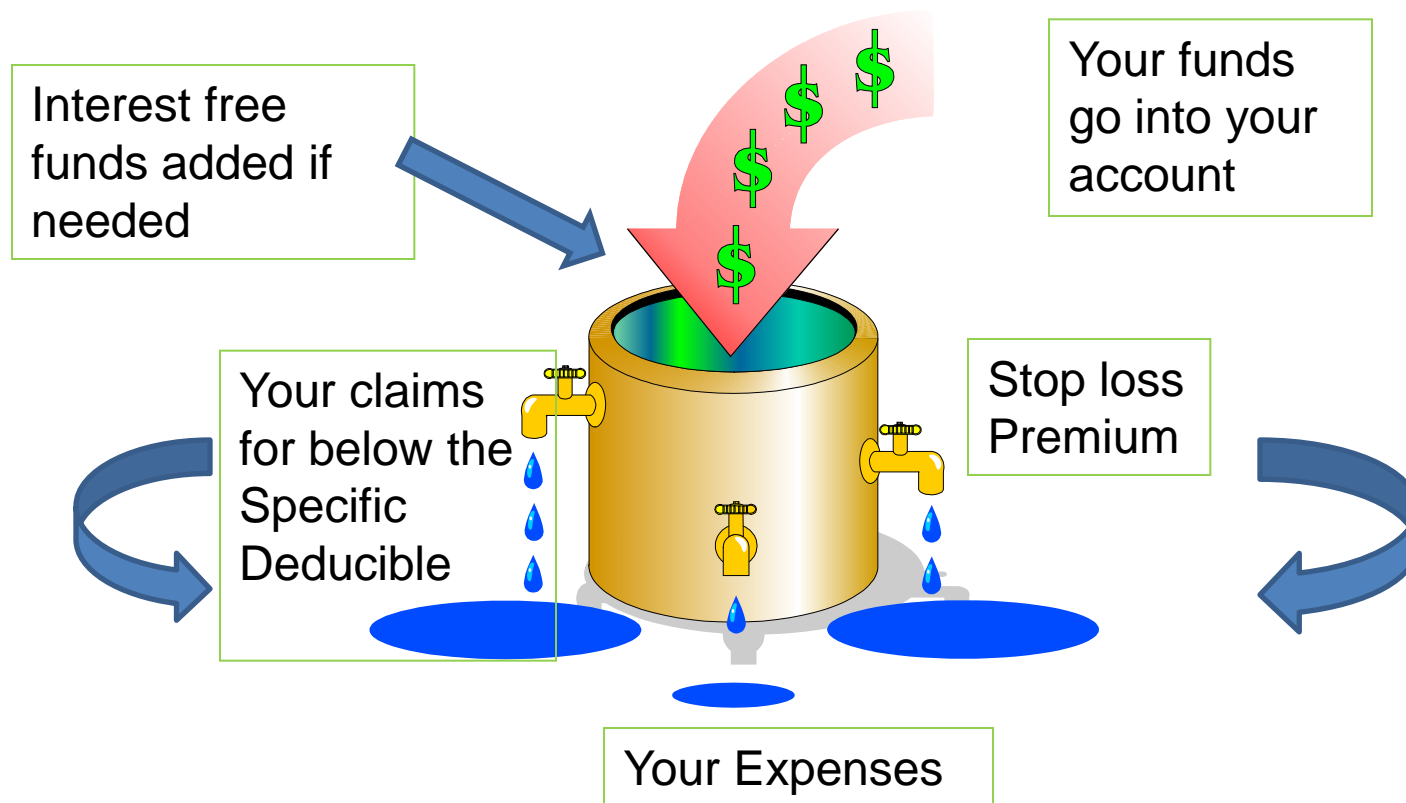 Interest free
funds added if
needed
Your funds
go into your
account
$
$
$
$
Your claims
for below the
Specific
Deducible
Stop loss
Premium
Your Expenses